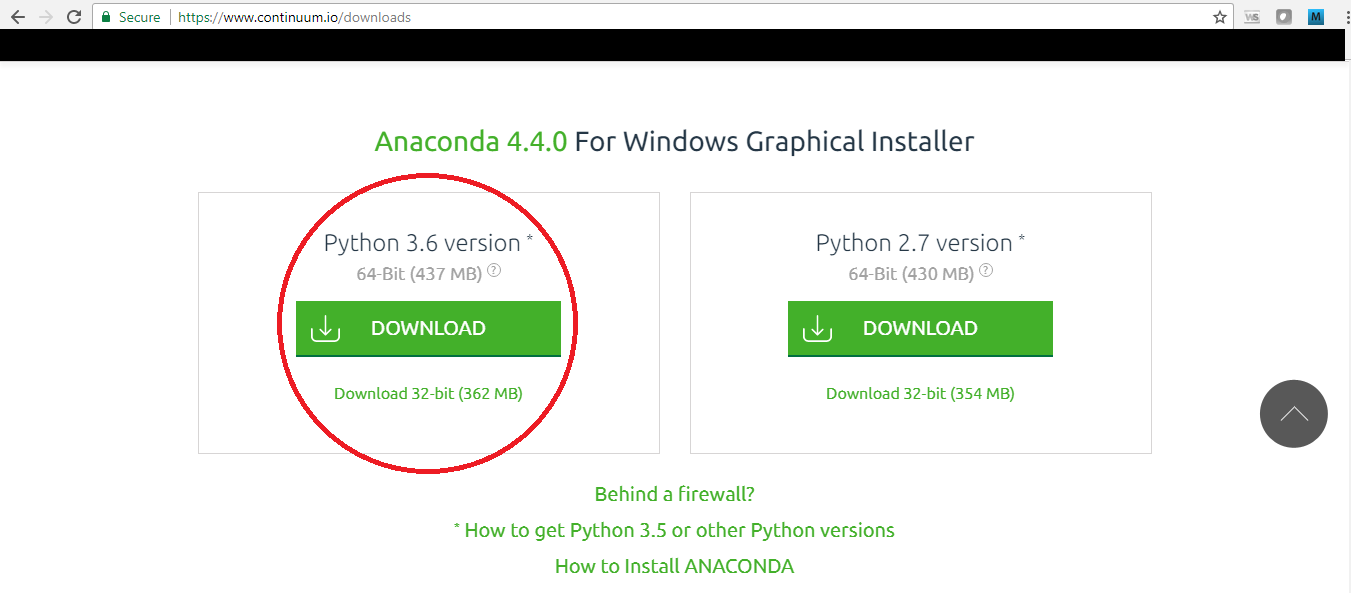 Secure https://www.continuum.io/downloads
WS
M
Anaconda 4.4.0 For Windows Graphical Installer
Python 3.6 version *
64-Bit (437 MB) ?
DOWNLOAD
Download 32-bit (362 MB)
Python 2.7 version *
64-Bit (430 MB) ?
DOWNLOAD
Download 32-bit (354 MB)
Behind a firewall?
* How to get Python 3.5 or other Python versions
How to Install ANACONDA